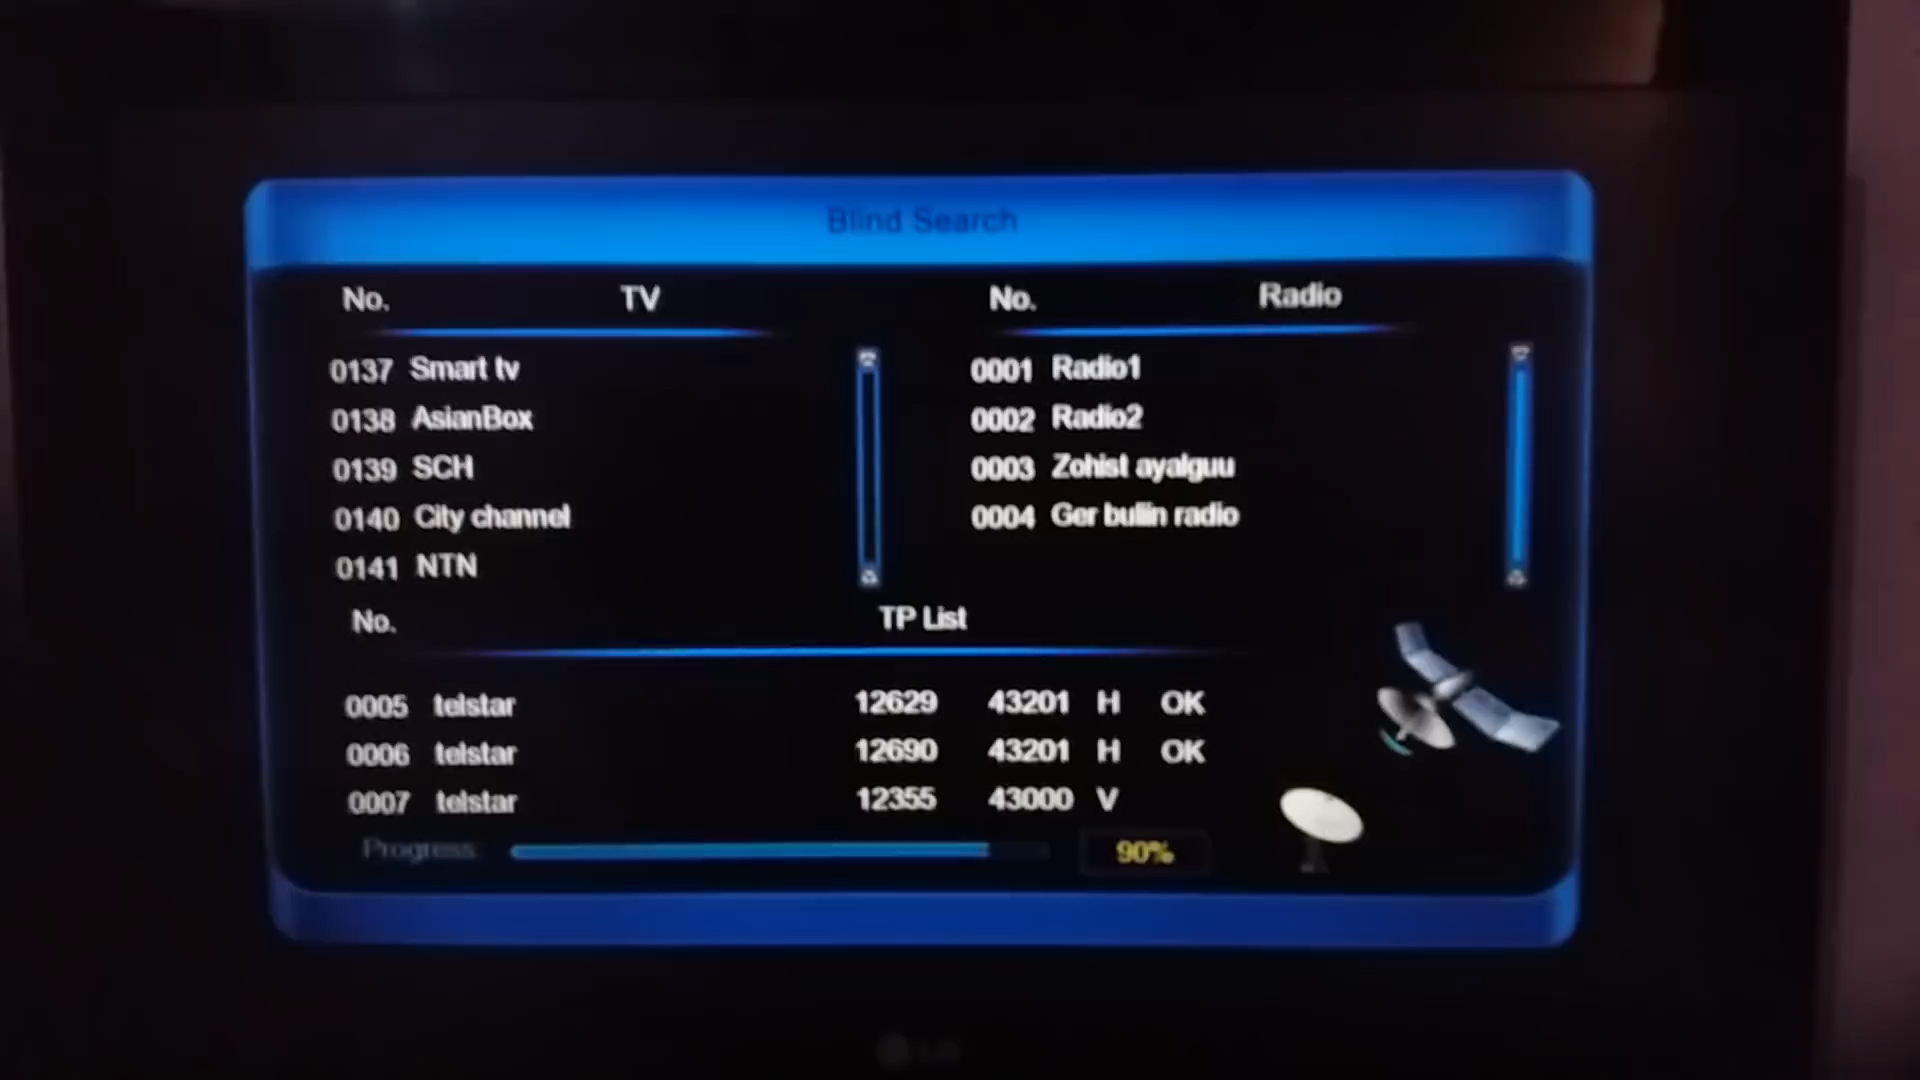 Blind Search
No. TV No. Radio
0137 Smart tv 0001 Radio1
0138 AsianBox 0002 Radio2
0139 SCH 0003 Zohist ayalguu
0140 City channel 0004 Ger buliin radio
0141 NTN
No. TP List
0005 telstar 12629 43201 H OK
0006 telstar 12690 43201 H OK
0007 telstar 12355 43000 V
Progress 90%
LG